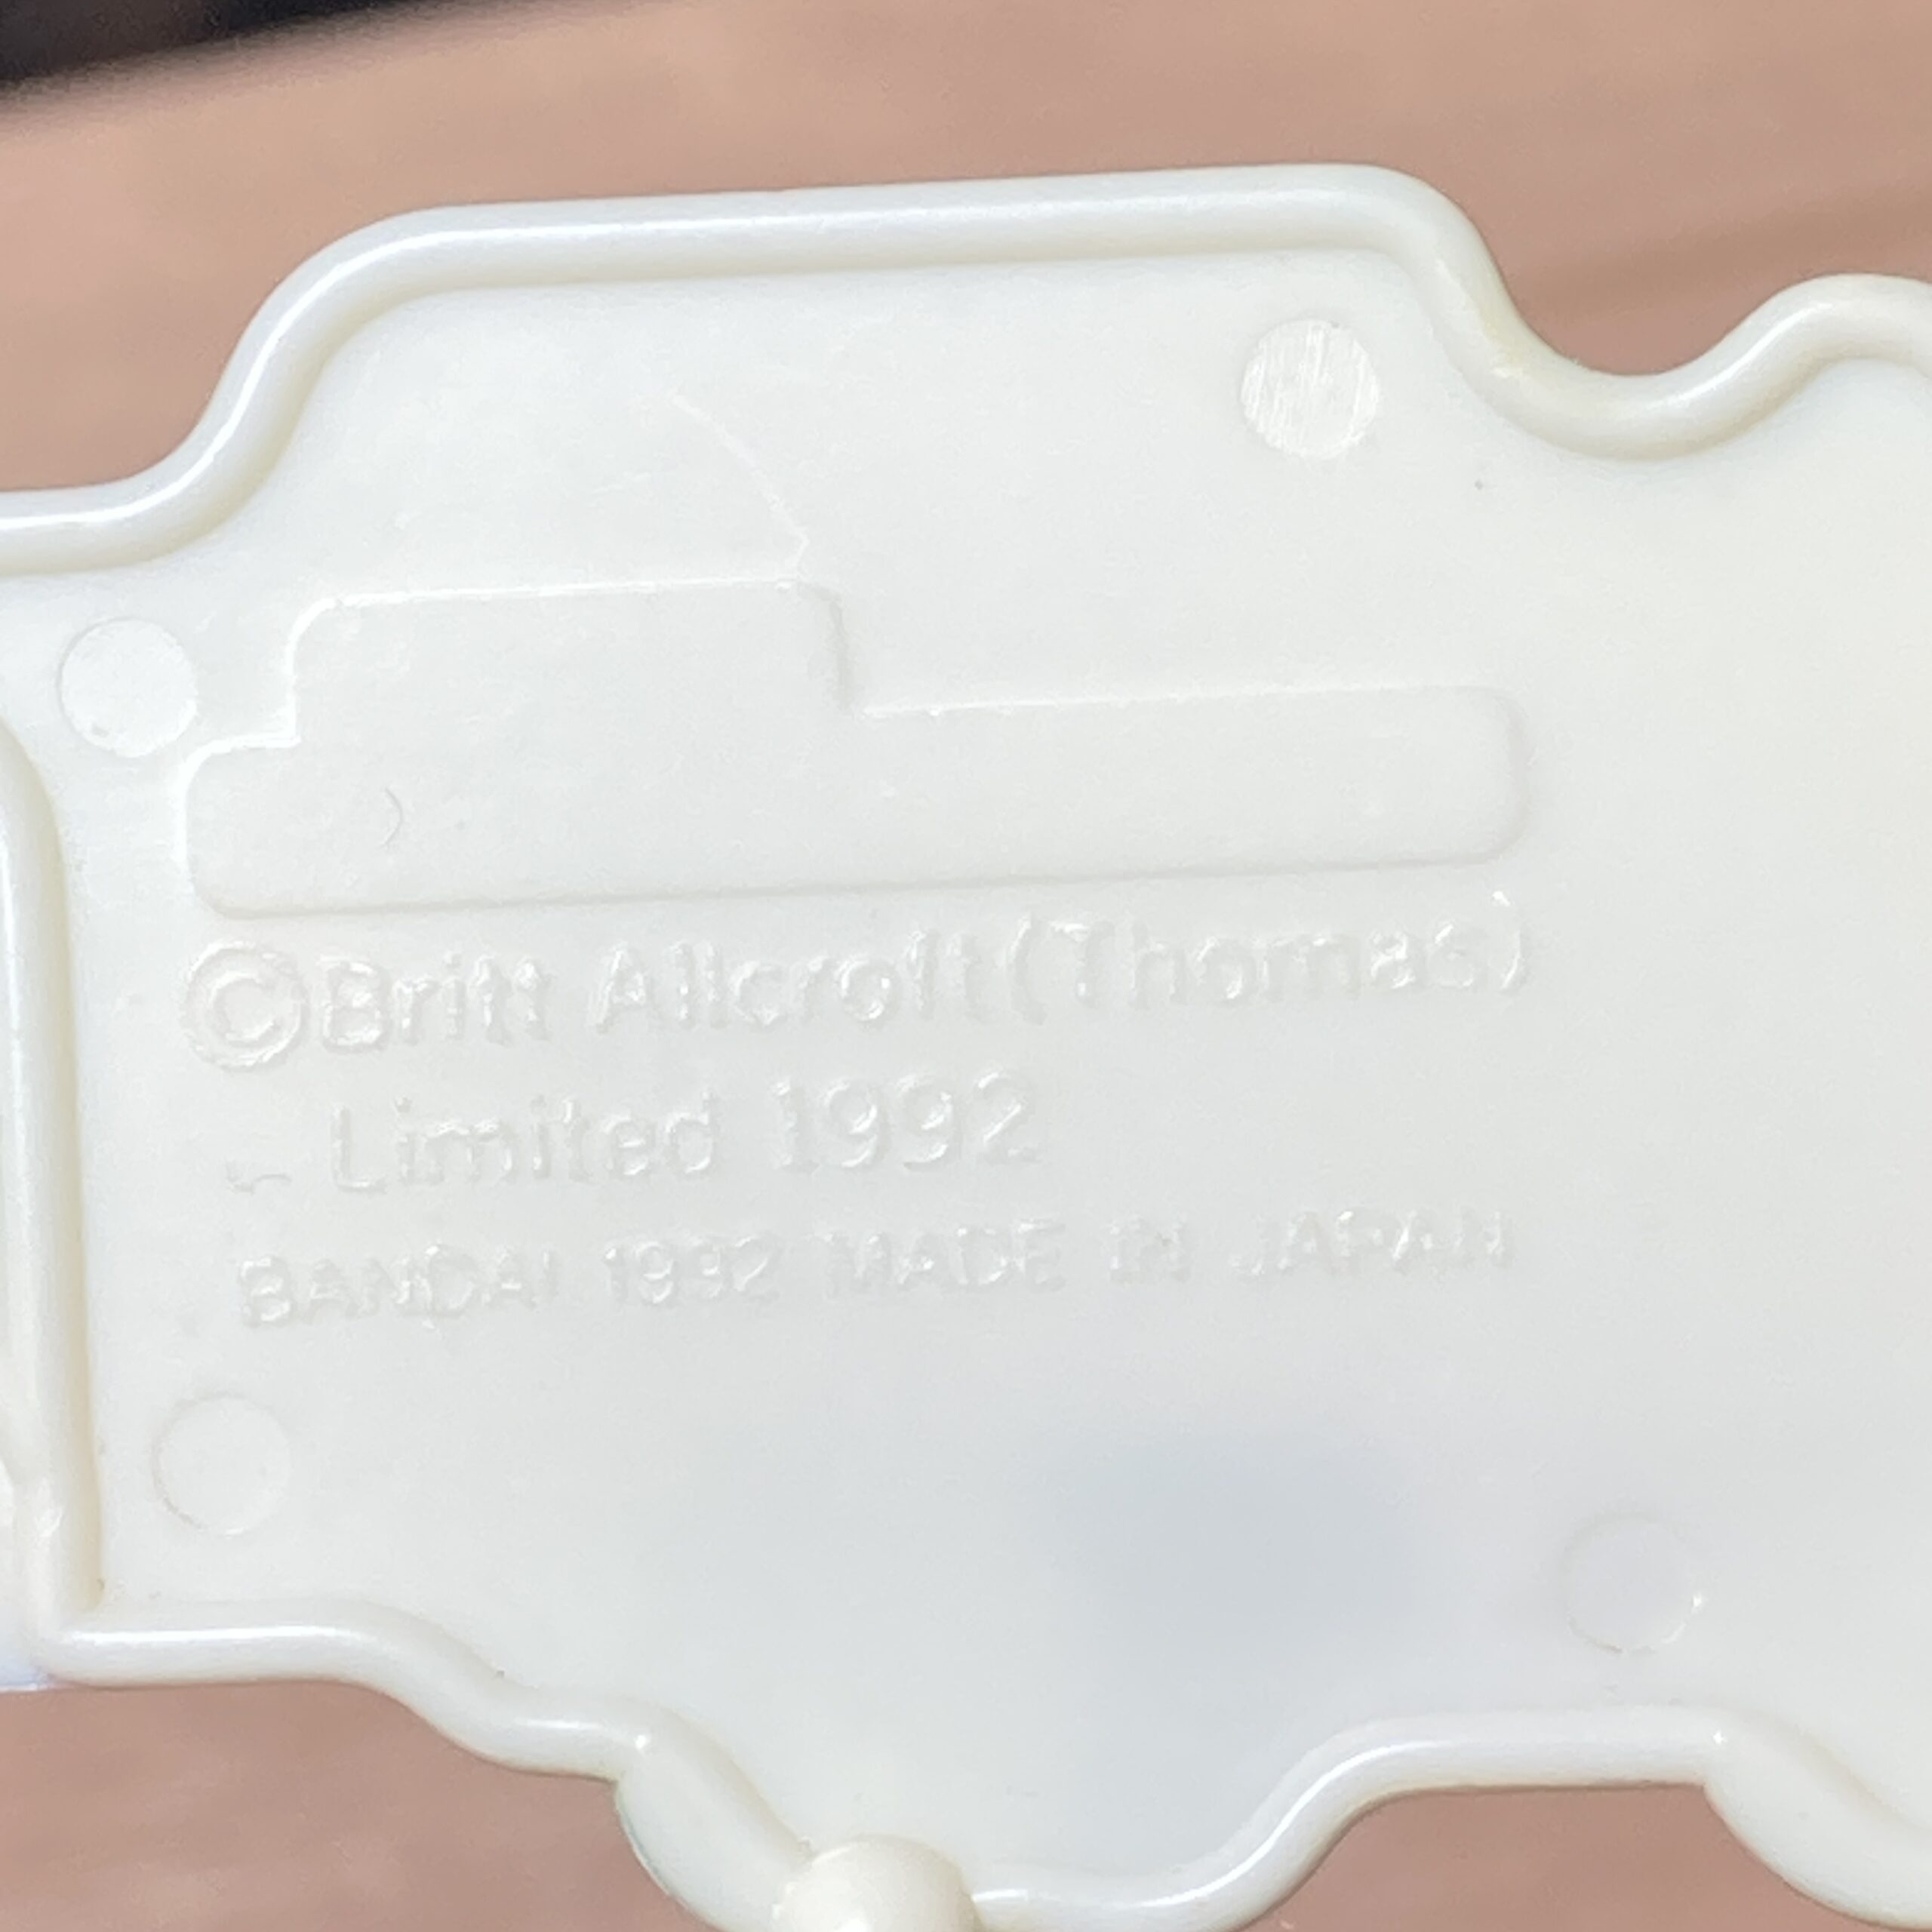 ©Britt Allcroft(Thomas)
Limited 1992
BANDAI 1992 MADE IN JAPAN